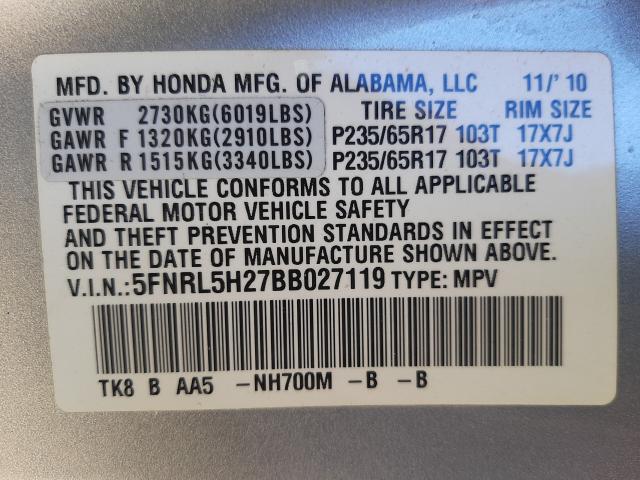 MFD. BY HONDA MFG. OF ALABAMA, LLC 11/' 10
GVWR 2730KG(6019LBS) TIRE SIZE RIM SIZE
GAWR F 1320KG(2910LBS) P235/65R17 103T 17X7J
GAWR R 1515KG(3340LBS) P235/65R17 103T 17X7J
THIS VEHICLE CONFORMS TO ALL APPLICABLE
FEDERAL MOTOR VEHICLE SAFETY
AND THEFT PREVENTION STANDARDS IN EFFECT
ON THE DATE OF MANUFACTURE SHOWN ABOVE.
V.I.N.:5FNRL5H27BB027119 TYPE: MPV
TK8 B AA5 -NH700M -B -B